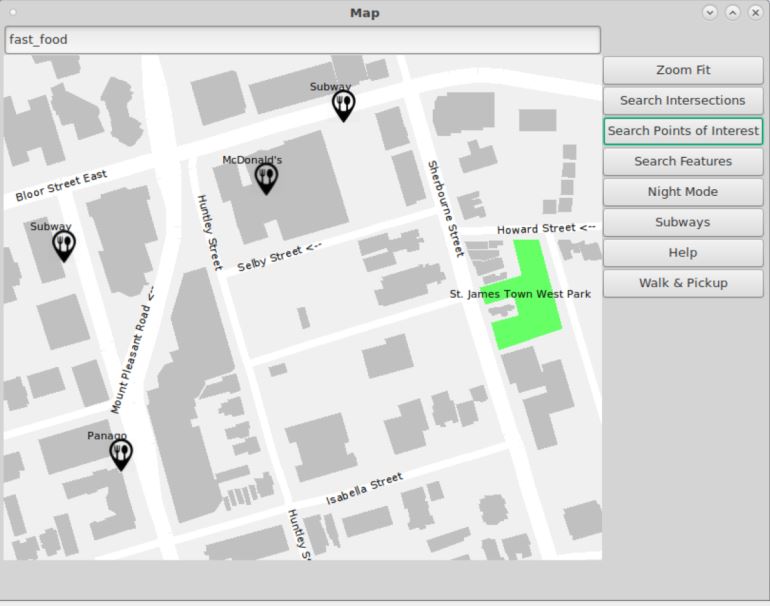 Map
fast_food
Zoom Fit
Search Intersections
Search Points of Interest
Search Features
Night Mode
Subways
Help
Walk & Pickup
Subway
McDonald's
Bloor Street East
Subway
Huntley Street
Sherbourne Street
Howard Street <--
Selby Street <--
St. James Town West Park
Mount Pleasant Road <--
Panago
Isabella Street
Huntley S